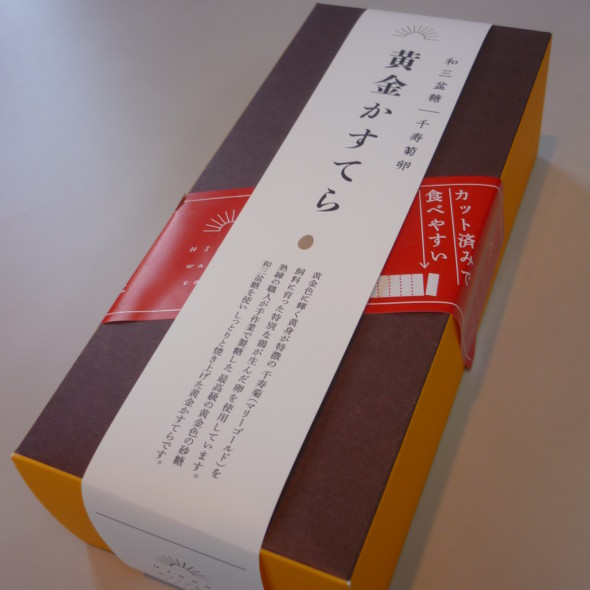 和三盆糖｜千寿菊卵
黄金かすてら
黄金色に輝く黄身が特徴の千寿菊（マリーゴールド）を
飼料に育った特別な鶏が生んだ卵を使用しています。
熟練の職人が手作業で製糖した最高級の黄金色の砂糖
和三盆糖を使いしっとりと焼き上げた黄金かすてらです。
カット済みで
食べやすい